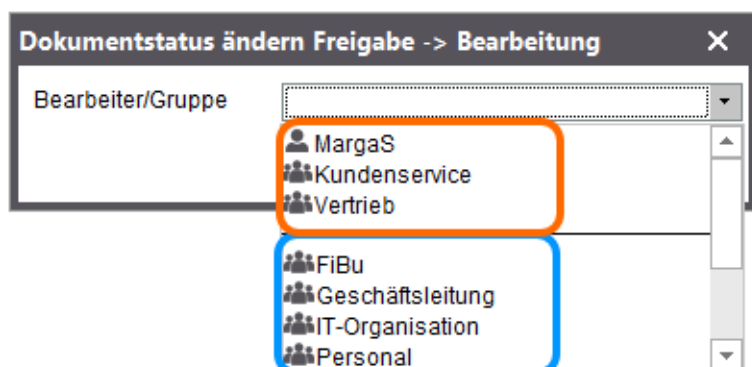 Dokumentstatus ändern Freigabe -> Bearbeitung
Bearbeiter/Gruppe
MargaS
Kundenservice
Vertrieb
FiBu
Geschäftsleitung
IT-Organisation
Personal